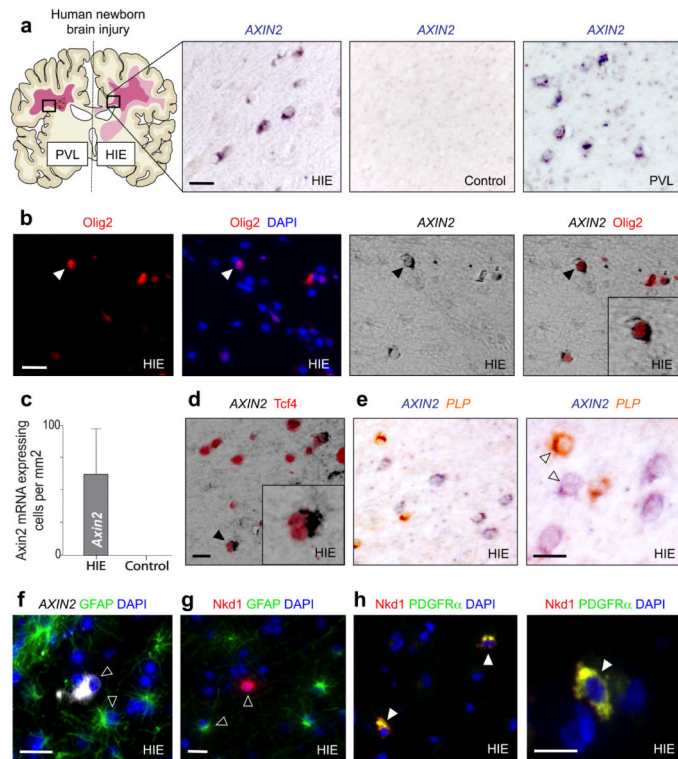 a
Human newborn
brain injury
PVL
HIE
AXIN2
HIE
AXIN2
Control
AXIN2
PVL
b
Olig2
HIE
Olig2 DAPI
HIE
AXIN2
HIE
AXIN2 Olig2
HIE
c
Axin2 mRNA expressing
cells per mm2
100
0
Axin2
HIE
Control
d
AXIN2 Tcf4
HIE
e
AXIN2 PLP
HIE
AXIN2 PLP
HIE
f
AXIN2 GFAP DAPI
HIE
g
Nkd1 GFAP DAPI
HIE
h
Nkd1 PDGFRα DAPI
HIE
Nkd1 PDGFRα DAPI
HIE